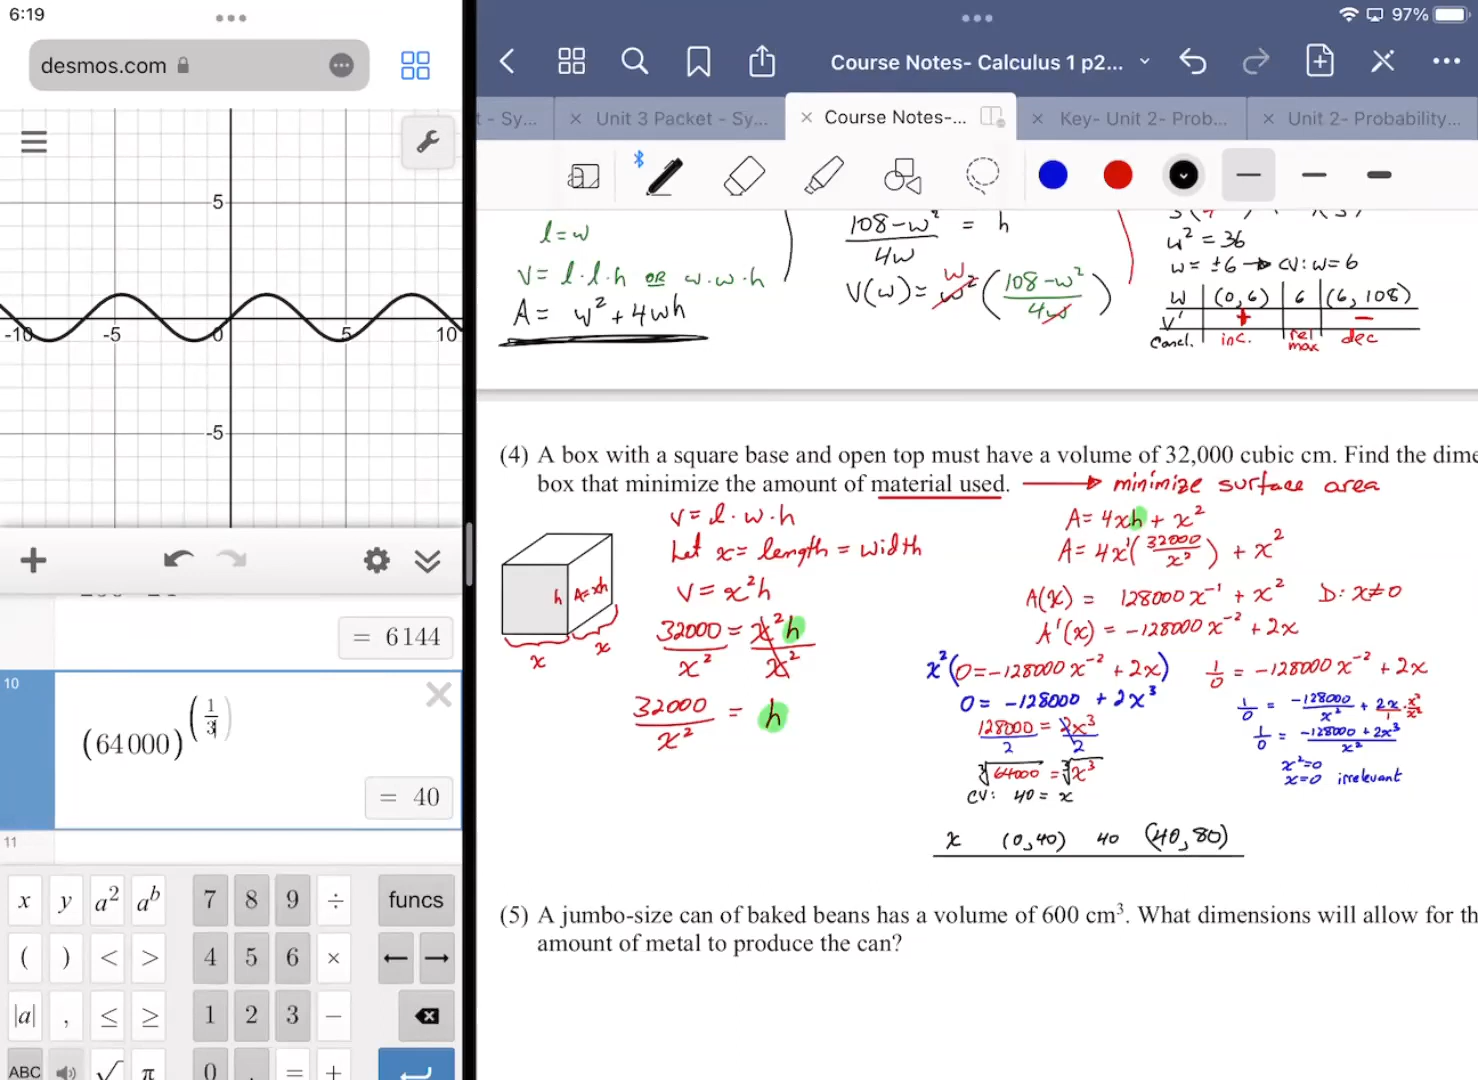 6:19
97%
desmos.com
Course Notes- Calculus 1 p2...
t - Sy...
× Unit 3 Packet - Sy...
× Course Notes-...
× Key- Unit 2- Prob...
× Unit 2- Probability...
5
-10 -5 0 5 10
-5
= 6144
10
(64000)^(1/3)
= 40
11
x y a² a^b 7 8 9 ÷ funcs
( ) < > 4 5 6 × ← →
|a| , ≤ ≥ 1 2 3 −
ABC √ π 0 . = +
l = w
V = l · l · h OR w · w · h
A = w² + 4wh
(108-w²)/4w = h
V(w) = w w² ((108-w²)/4w)
w² = 36
w = ±6 → CV: w = 6
w | (0,6) | 6 | (6, 108)
V' + −
Concl. inc. rel max dec
(4) A box with a square base and open top must have a volume of 32,000 cubic cm. Find the dime
box that minimize the amount of material used. → minimize surface area
h A=xh
x x
V = l · w · h
Let x = length = width
V = x²h
32000/x² = x²h/x²
32000/x² = h
A = 4xh + x²
A = 4x¹(32000/x²) + x²
A(x) = 128000x⁻¹ + x² D: x≠0
A'(x) = -128000x⁻² + 2x
x²(0 = -128000x⁻² + 2x)
0 = -128000 + 2x³
128000/2 = 2x³/2
∛64000 = ∛x³
CV: 40 = x
1/0 = -128000x⁻² + 2x
1/0 = -128000/x² + 2x/1 · x²/x²
1/0 = (-128000 + 2x³)/x²
x² = 0
x = 0 irrelevant
x (0,40) 40 (40,80)
(5) A jumbo-size can of baked beans has a volume of 600 cm³. What dimensions will allow for th
amount of metal to produce the can?